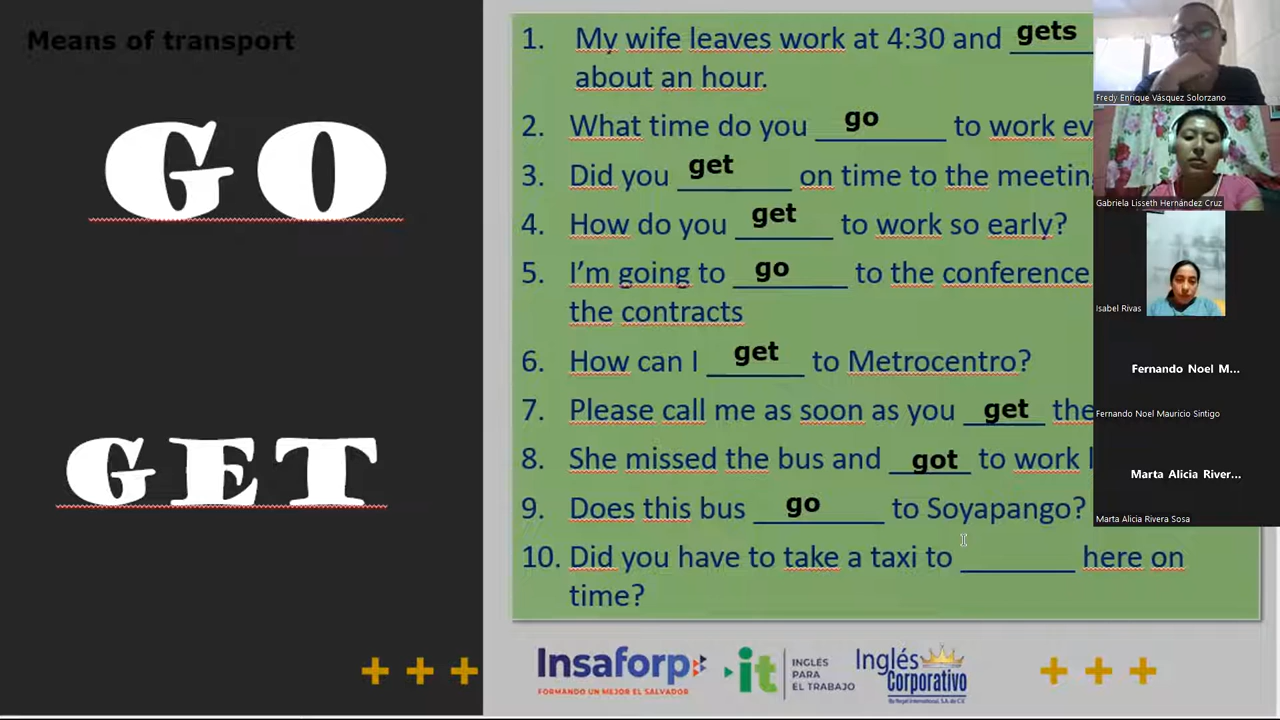 Means of transport
GO
GET
1. My wife leaves work at 4:30 and gets
about an hour.
2. What time do you go to work
3. Did you get on time to the
4. How do you get to work so early?
5. I'm going to go to the conference
the contracts
6. How can I get to Metrocentro?
7. Please call me as soon as you get
8. She missed the bus and got to work
9. Does this bus go to Soyapango?
10. Did you have to take a taxi to ________ here on
time?
Insaforp
FORMANDO UN MEJOR EL SALVADOR
it
INGLÉS
PARA
EL TRABAJO
Inglés
Corporativo
Fredy Enrique Vásquez Solorzano
Gabriela Lisseth Hernández Cruz
Isabel Rivas
Fernando Noel M...
Fernando Noel Mauricio Sintigo
Marta Alicia River...
Marta Alicia Rivera Sosa